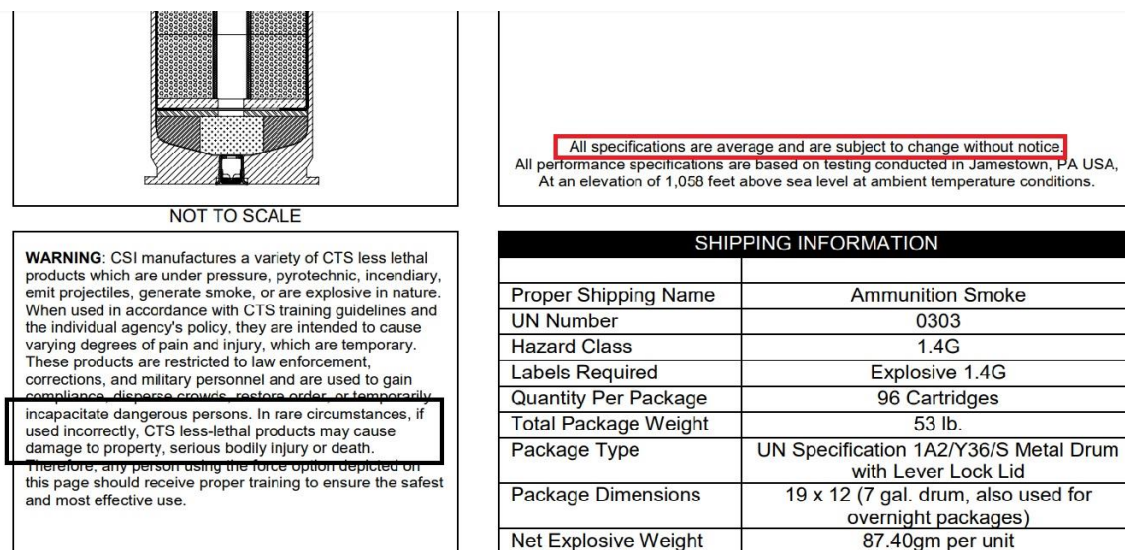 NOT TO SCALE
WARNING: CSI manufactures a variety of CTS less lethal
products which are under pressure, pyrotechnic, incendiary,
emit projectiles, generate smoke, or are explosive in nature.
When used in accordance with CTS training guidelines and
the individual agency's policy, they are intended to cause
varying degrees of pain and injury, which are temporary.
These products are restricted to law enforcement,
corrections, and military personnel and are used to gain
compliance, disperse crowds, restore order, or temporarily
incapacitate dangerous persons. In rare circumstances, if
used incorrectly, CTS less-lethal products may cause
damage to property, serious bodily injury or death.
Therefore, any person using the force option depicted on
this page should receive proper training to ensure the safest
and most effective use.
All specifications are average and are subject to change without notice.
All performance specifications are based on testing conducted in Jamestown, PA USA,
At an elevation of 1,058 feet above sea level at ambient temperature conditions.
SHIPPING INFORMATION
Proper Shipping Name Ammunition Smoke
UN Number 0303
Hazard Class 1.4G
Labels Required Explosive 1.4G
Quantity Per Package 96 Cartridges
Total Package Weight 53 lb.
Package Type UN Specification 1A2/Y36/S Metal Drum
with Lever Lock Lid
Package Dimensions 19 x 12 (7 gal. drum, also used for
overnight packages)
Net Explosive Weight 87.40gm per unit